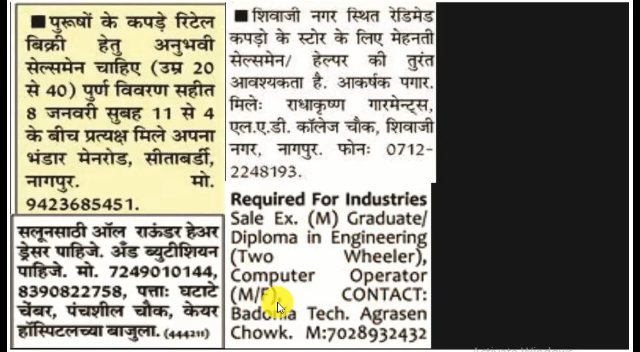 ■ पुरूषों के कपड़े रिटेल
बिक्री हेतु अनुभवी
सेल्समेन चाहिए (उम्र 20
से 40) पुर्ण विवरण सहीत
8 जनवरी सुबह 11 से 4
के बीच प्रत्यक्ष मिले अपना
भंडार मेनरोड, सीताबर्डी,
नागपुर. मो.
9423685451.
सलूनसाठी ऑल राऊंडर हेअर
ड्रेसर पाहिजे. अँड ब्युटीशियन
पाहिजे. मो. 7249010144,
8390822758, पत्ताः घटाटे
चेंबर, पंचशील चौक, केयर
हॉस्पिटलच्या बाजुला. (444211)
■ शिवाजी नगर स्थित रेडिमेड
कपड़ो के स्टोर के लिए मेहनती
सेल्समेन/ हेल्पर की तुरंत
आवश्यकता है. आकर्षक पगार.
मिलेः राधाकृष्ण गारमेन्ट्स,
एल.ए.डी. कॉलेज चौक, शिवाजी
नगर, नागपुर. फोनः 0712-
2248193.
Required For Industries
Sale Ex. (M) Graduate/
Diploma in Engineering
(Two Wheeler),
Computer Operator
(M/F), CONTACT:
Badonia Tech. Agrasen
Chowk. M:7028932432